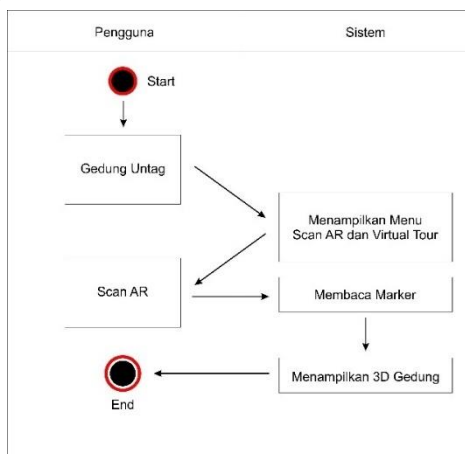 Pengguna
Sistem
Start
Gedung Untag
Menampilkan Menu
Scan AR dan Virtual Tour
Scan AR
Membaca Marker
Menampilkan 3D Gedung
End